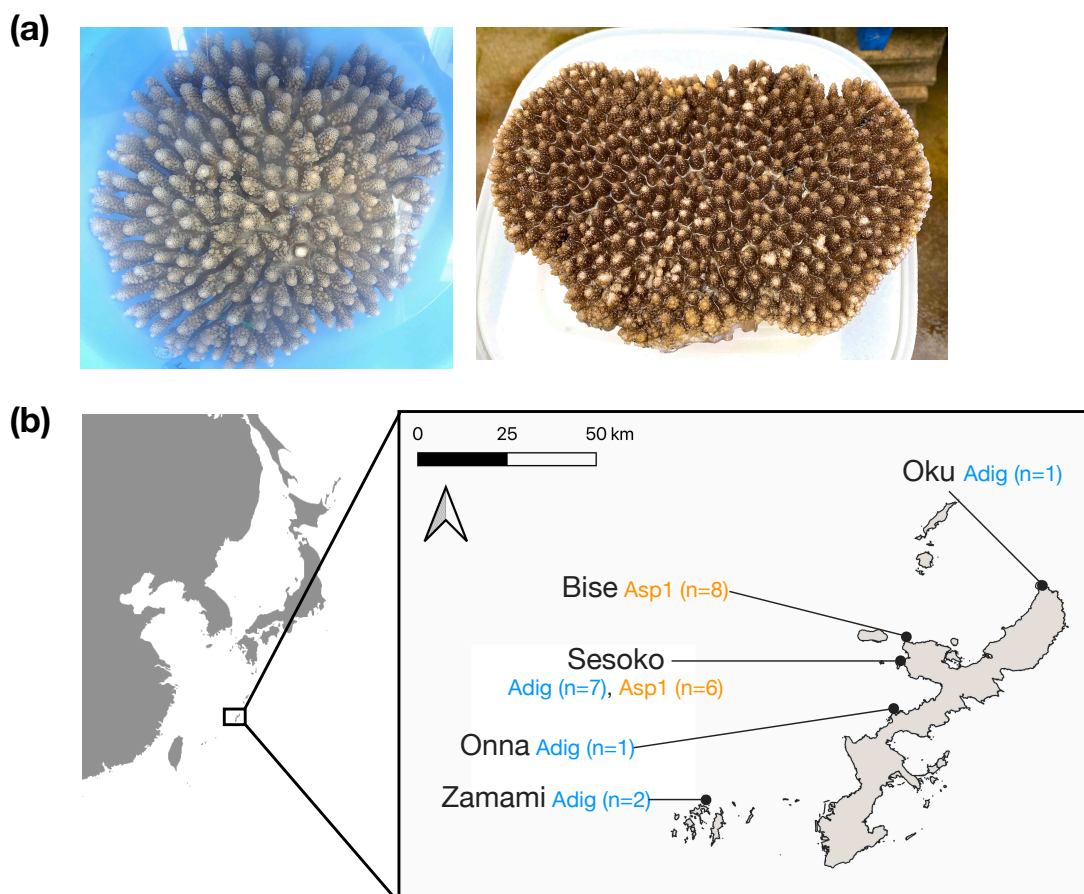 (a)
(b)
0 25 50 km
Oku Adig (n=1)
Bise Asp1 (n=8)
Sesoko
Adig (n=7), Asp1 (n=6)
Onna Adig (n=1)
Zamami Adig (n=2)